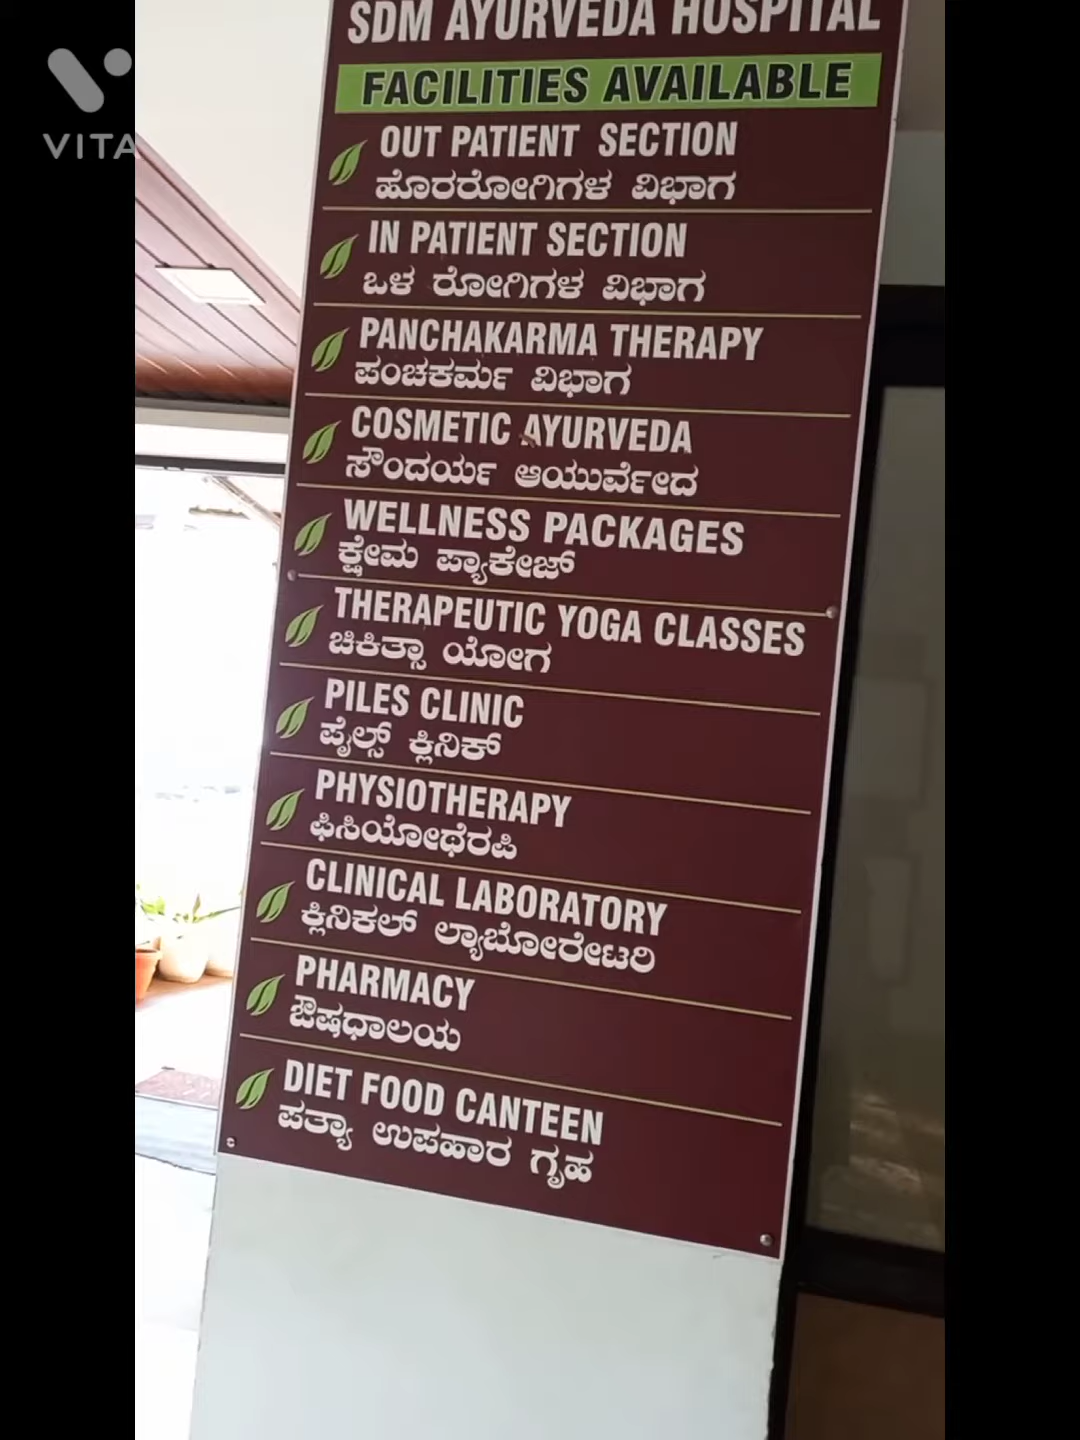 SDM AYURVEDA HOSPITAL
FACILITIES AVAILABLE
OUT PATIENT SECTION
ಹೊರರೋಗಿಗಳ ವಿಭಾಗ
IN PATIENT SECTION
ಒಳ ರೋಗಿಗಳ ವಿಭಾಗ
PANCHAKARMA THERAPY
ಪಂಚಕರ್ಮ ವಿಭಾಗ
COSMETIC AYURVEDA
ಸೌಂದರ್ಯ ಆಯುರ್ವೇದ
WELLNESS PACKAGES
ಕ್ಷೇಮ ಪ್ಯಾಕೇಜ್
THERAPEUTIC YOGA CLASSES
ಚಿಕಿತ್ಸಾ ಯೋಗ
PILES CLINIC
ಪೈಲ್ಸ್ ಕ್ಲಿನಿಕ್
PHYSIOTHERAPY
ಫಿಸಿಯೋಥೆರಪಿ
CLINICAL LABORATORY
ಕ್ಲಿನಿಕಲ್ ಲ್ಯಾಬೋರೇಟರಿ
PHARMACY
ಔಷಧಾಲಯ
DIET FOOD CANTEEN
ಪತ್ಯಾ ಉಪಹಾರ ಗೃಹ
VITA